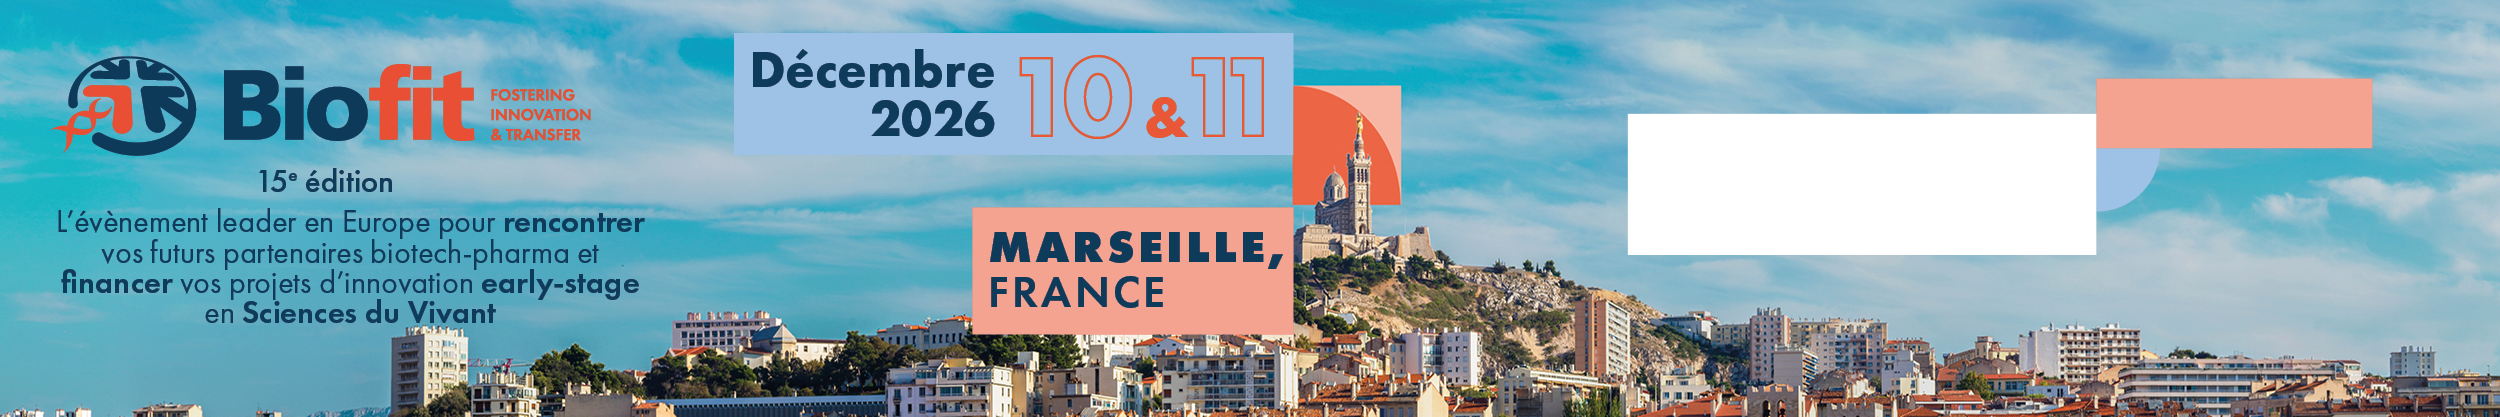 Biofit
FOSTERING
INNOVATION
& TRANSFER
15e édition
L'évènement leader en Europe pour rencontrer
vos futurs partenaires biotech-pharma et
financer vos projets d'innovation early-stage
en Sciences du Vivant
Décembre
2026
10 & 11
MARSEILLE,
FRANCE